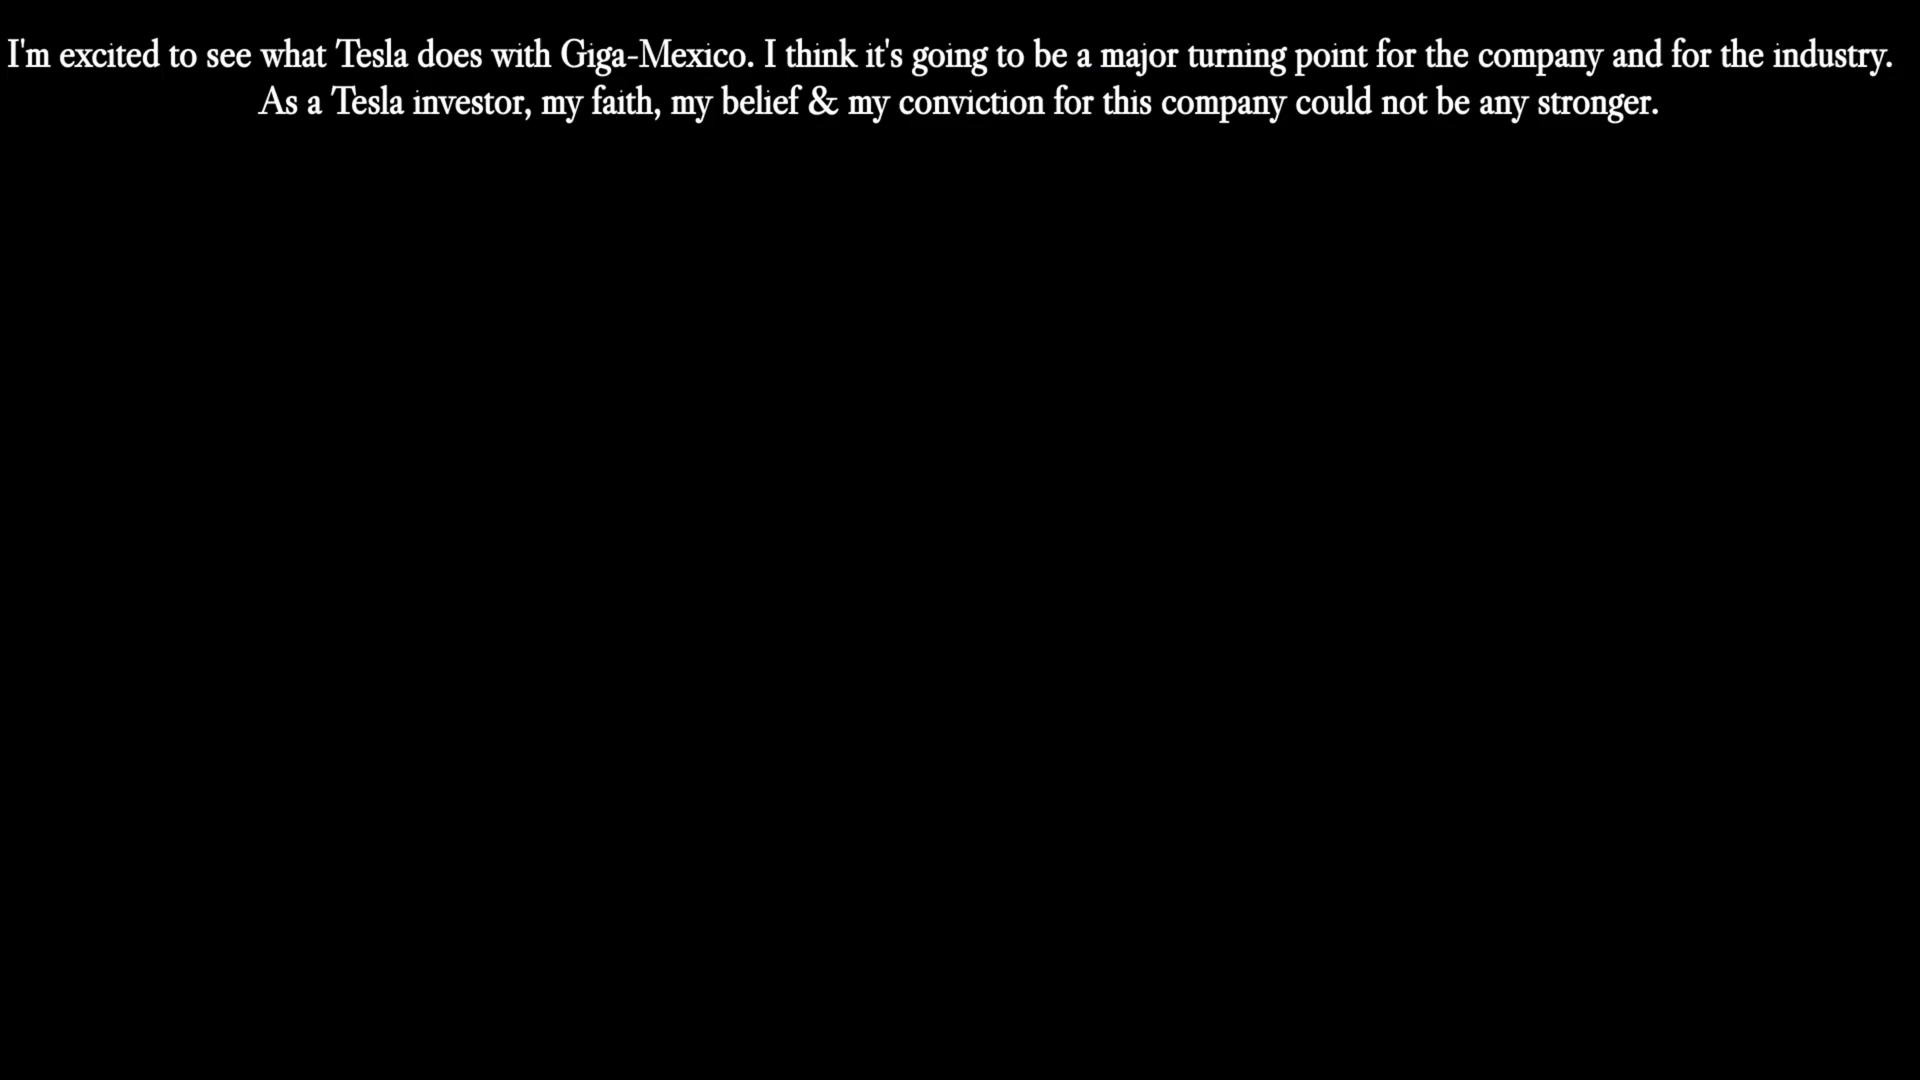 I'm excited to see what Tesla does with Giga-Mexico. I think it's going to be a major turning point for the company and for the industry.
As a Tesla investor, my faith, my belief & my conviction for this company could not be any stronger.